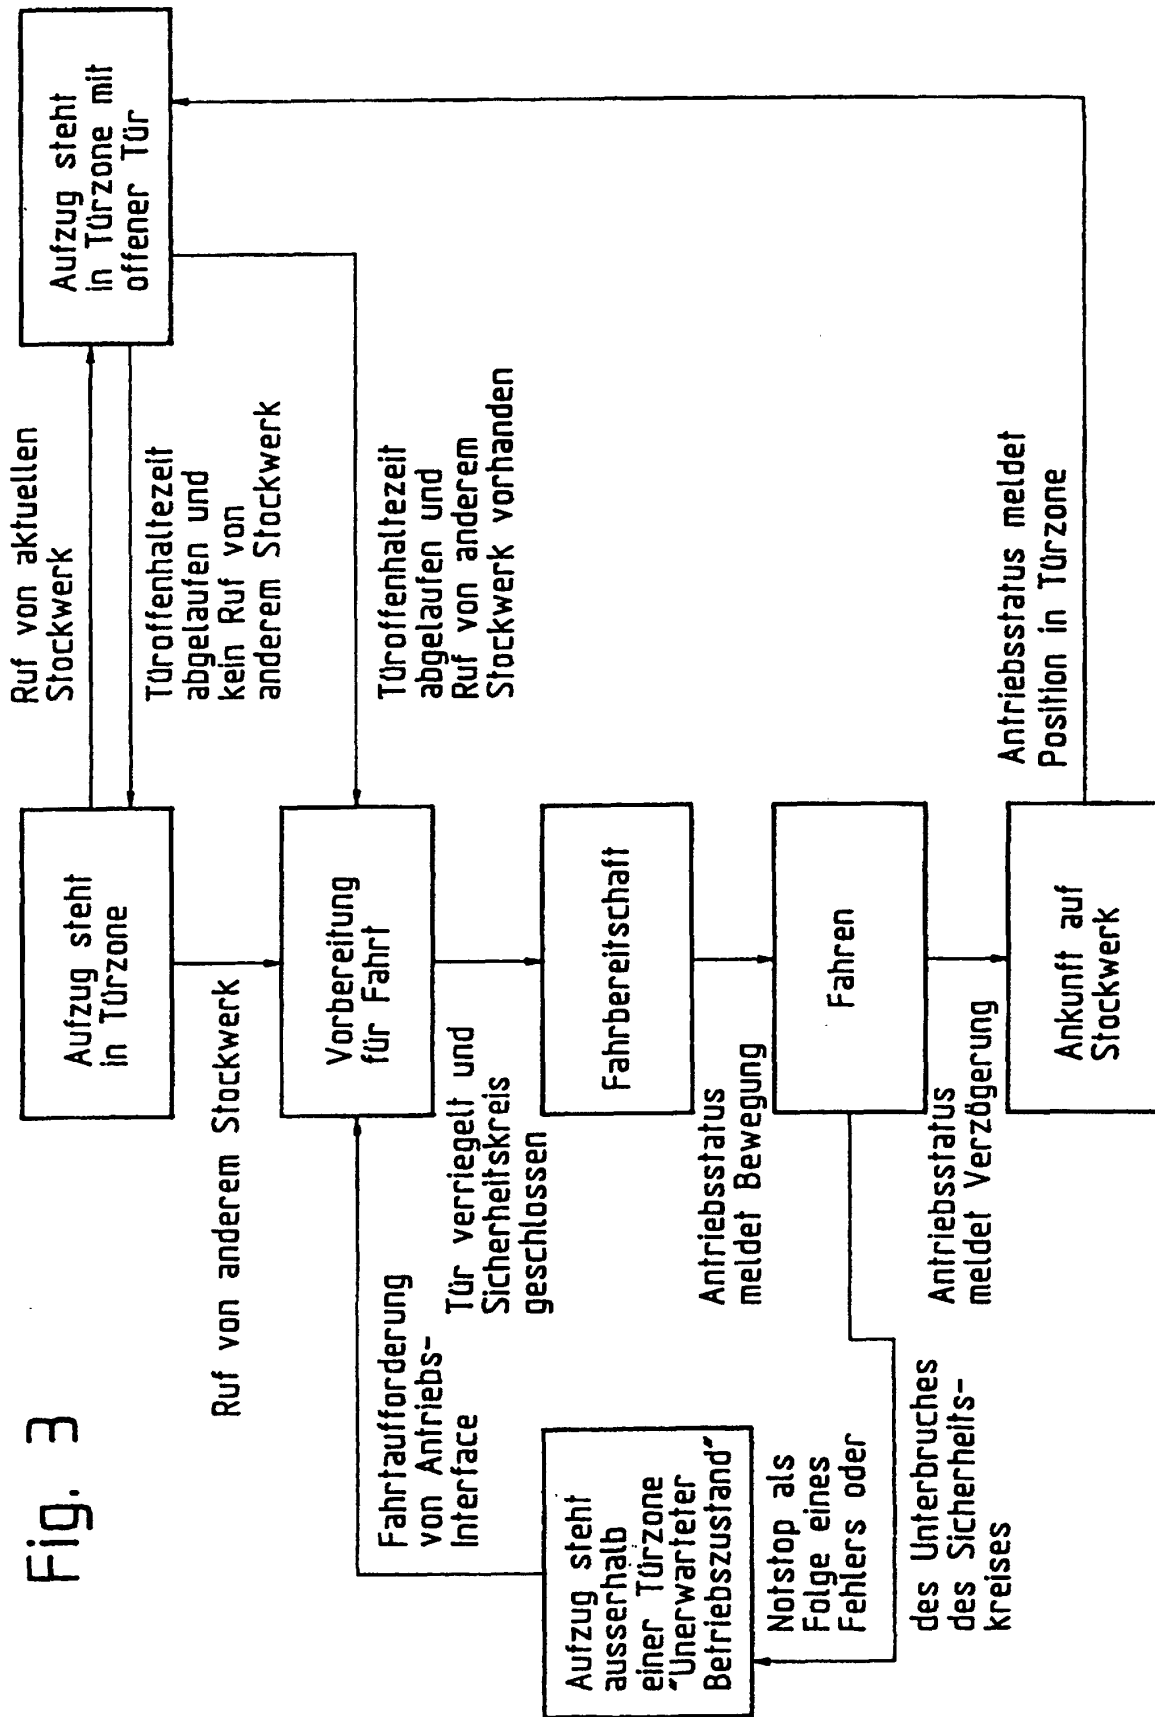 Fig. 3
Aufzug steht
in Türzone
Ruf von aktuellen
Stockwerk
Türoffenhaltezeit
abgelaufen und
kein Ruf von
anderem Stockwerk
Aufzug steht
in Türzone mit
offener Tür
Ruf von anderem Stockwerk
Türoffenhaltezeit
abgelaufen und
Ruf von anderem
Stockwerk vorhanden
Vorbereitung
für Fahrt
Fahrtaufforderung
von Antriebs-
Interface
Tür verriegelt und
Sicherheitskreis
geschlossen
Fahrbereitschaft
Aufzug steht
ausserhalb
einer Türzone
"Unerwarteter
Betriebszustand"
Antriebsstatus
meldet Bewegung
Fahren
Notstop als
Folge eines
Fehlers oder
des Unterbruches
des Sicherheits-
kreises
Antriebsstatus
meldet Verzögerung
Ankunft auf
Stockwerk
Antriebsstatus meldet
Position in Türzone